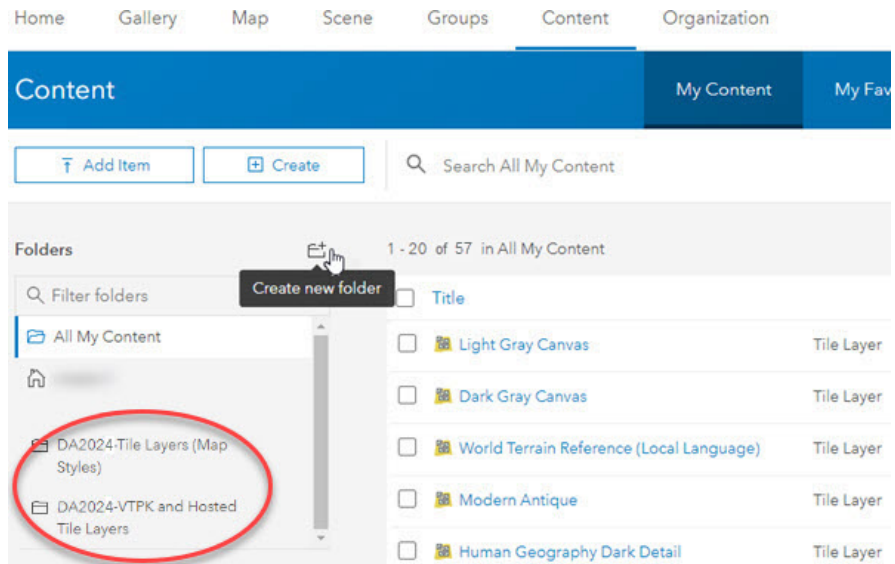 Home Gallery Map Scene Groups Content Organization
Content My Content My Fav
Add Item Create Search All My Content
Folders 1 - 20 of 57 in All My Content
Create new folder
Filter folders Title
All My Content
Light Gray Canvas Tile Layer
Dark Gray Canvas Tile Layer
DA2024-Tile Layers (Map
Styles)
World Terrain Reference (Local Language) Tile Layer
DA2024-VTPK and Hosted
Tile Layers
Modern Antique Tile Layer
Human Geography Dark Detail Tile Layer